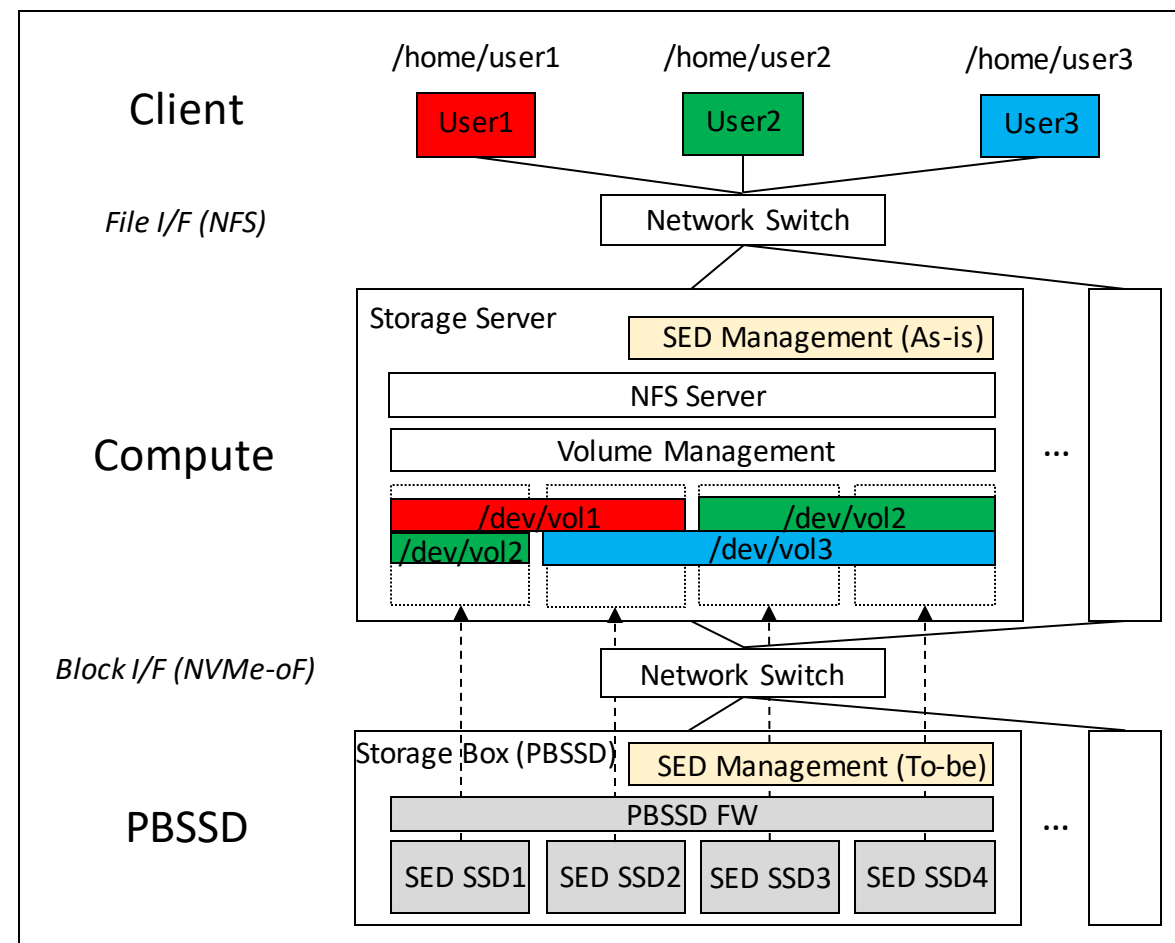 /home/user1
/home/user2
/home/user3
Client
User1
User2
User3
File I/F (NFS)
Network Switch
Storage Server
SED Management (As-is)
NFS Server
Compute
Volume Management
...
/dev/vol1
/dev/vol2
/dev/vol2
/dev/vol3
Block I/F (NVMe-oF)
Network Switch
Storage Box (PBSSD)
SED Management (To-be)
PBSSD
PBSSD FW
...
SED SSD1
SED SSD2
SED SSD3
SED SSD4